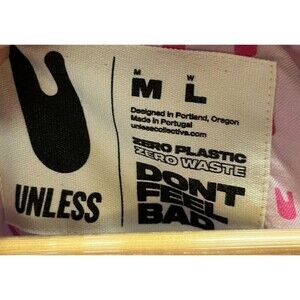 M W
M L
Designed in Portland, Oregon
Made in Portugal
unlesscollective.com
ZERO PLASTIC
ZERO WASTE
DONT
FEEL
BAD
UNLESS